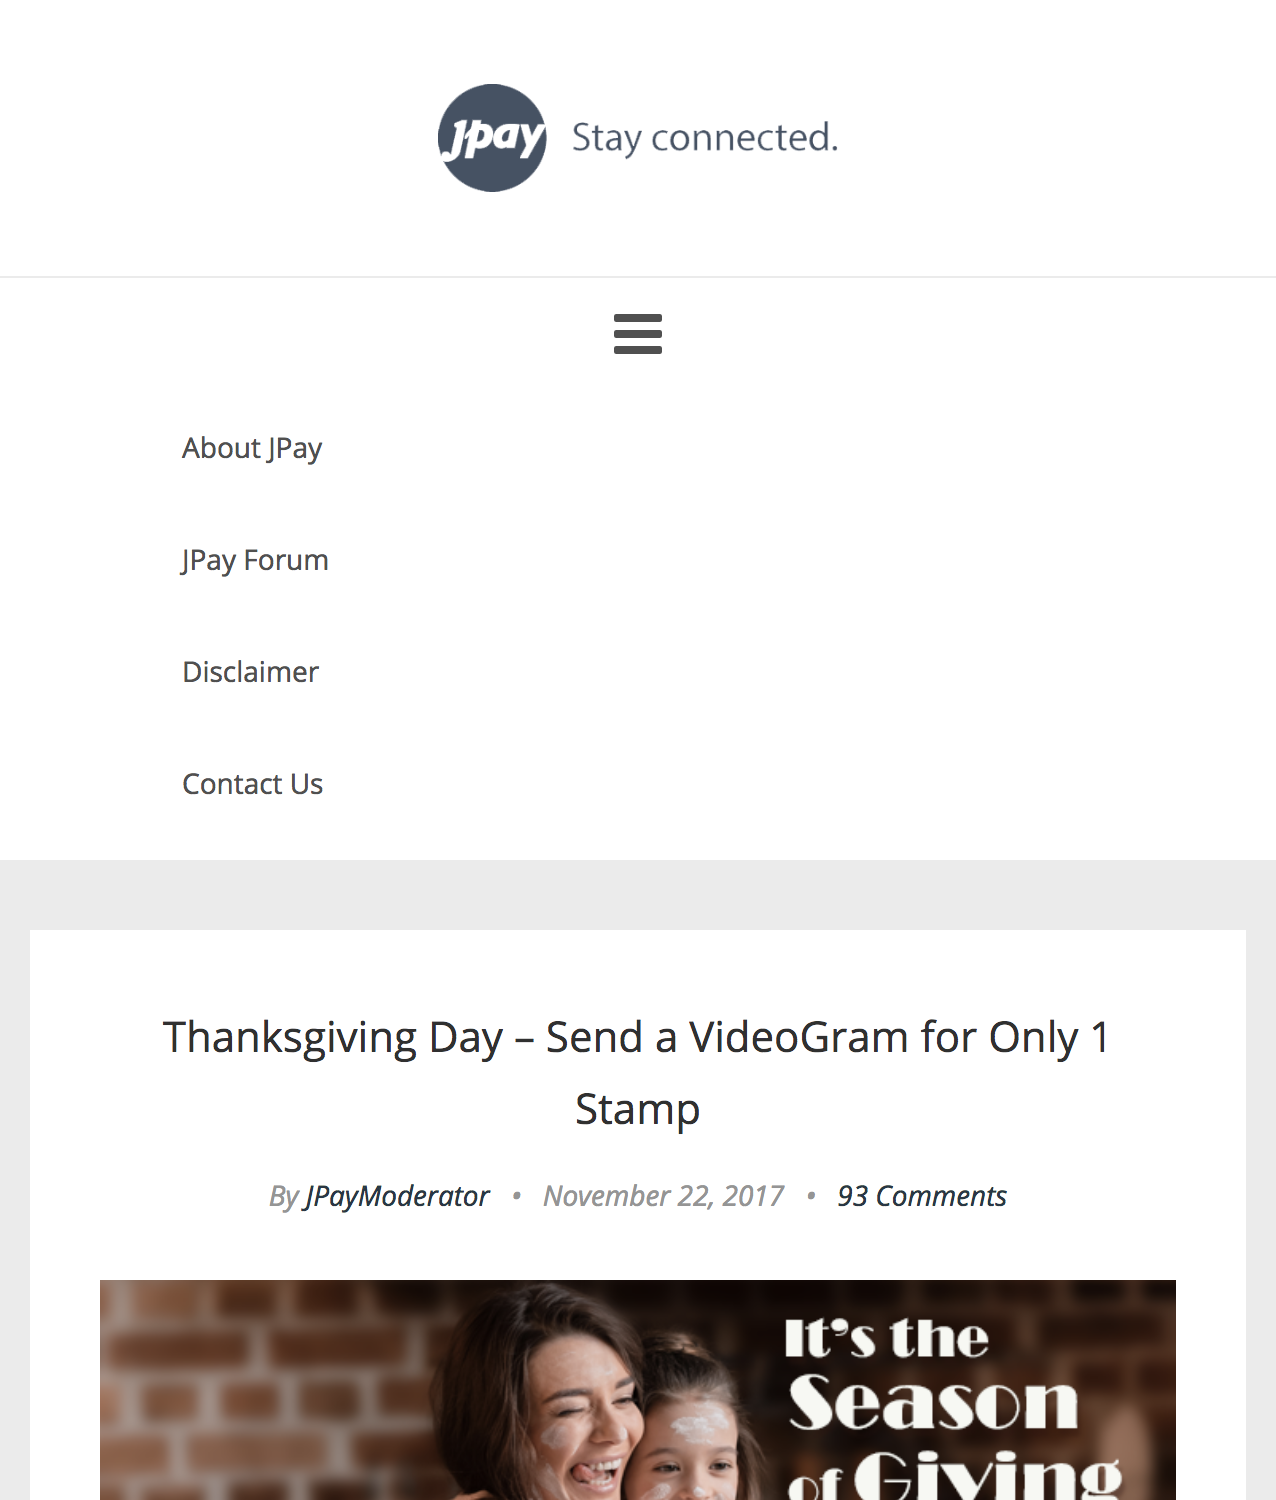 Jpay Stay connected.
About JPay
JPay Forum
Disclaimer
Contact Us
Thanksgiving Day – Send a VideoGram for Only 1
Stamp
By JPayModerator • November 22, 2017 • 93 Comments
It's the
Season
of Giving